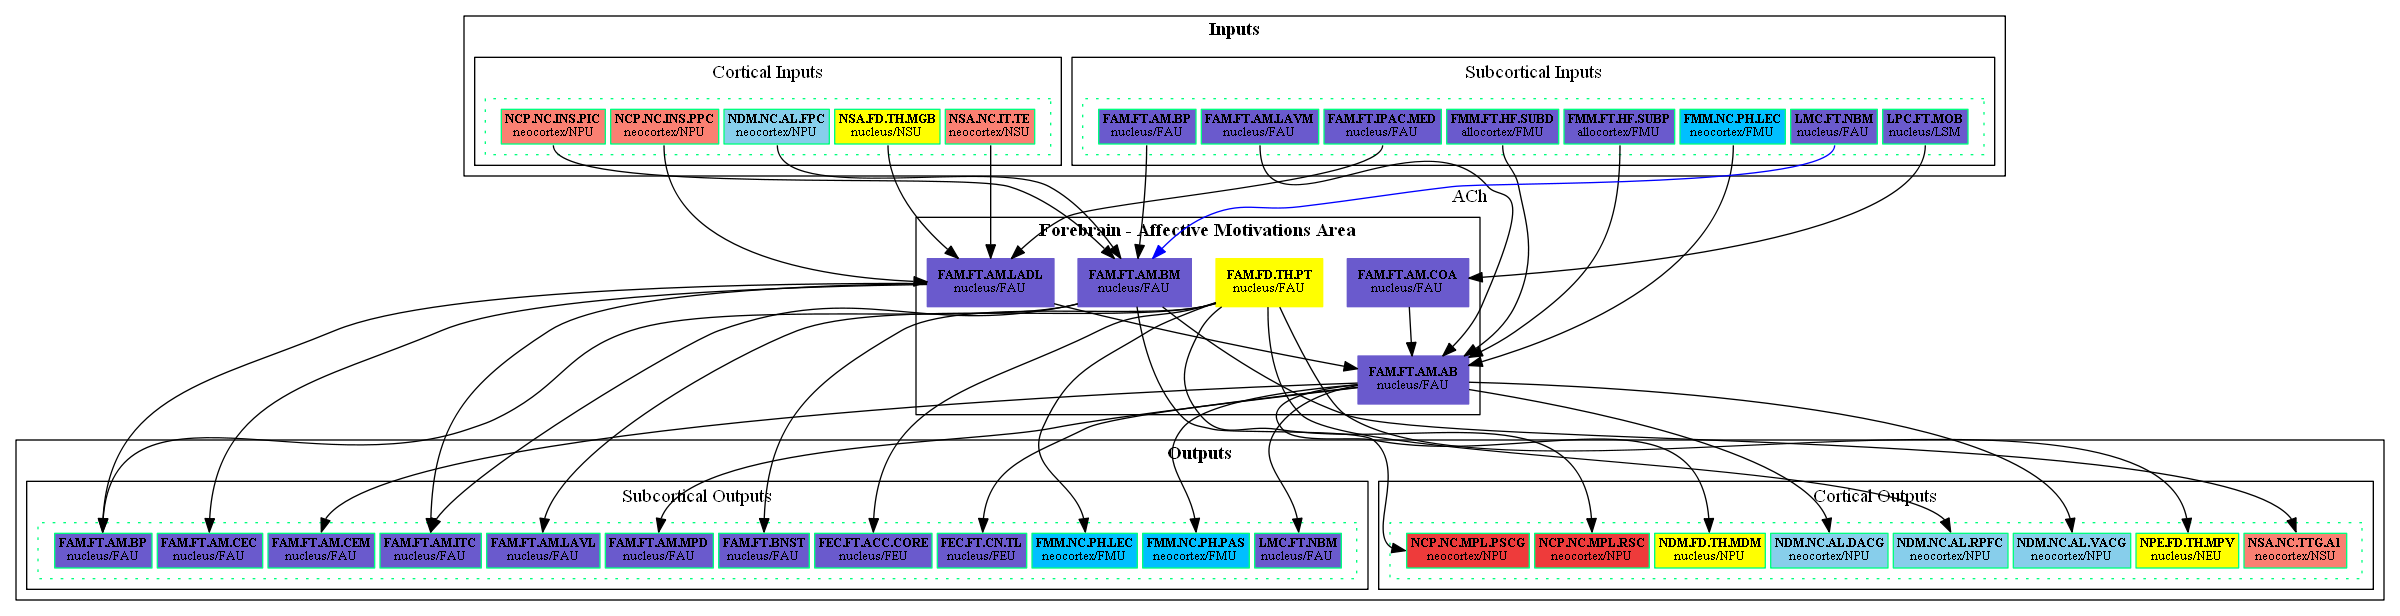 Inputs
Cortical Inputs
Subcortical Inputs
NCP.NC.INS.PIC
neocortex/NPU
NCP.NC.INS.PPC
neocortex/NPU
NDM.NC.AL.FPC
neocortex/NPU
NSA.FD.TH.MGB
nucleus/NSU
NSA.NC.IT.TE
neocortex/NSU
FAM.FT.AM.BP
nucleus/FAU
FAM.FT.AM.LAVM
nucleus/FAU
FAM.FT.IPAC.MED
nucleus/FAU
FMM.FT.HF.SUBD
allocortex/FMU
FMM.FT.HF.SUBP
allocortex/FMU
FMM.NC.PH.LEC
neocortex/FMU
LMC.FT.NBM
nucleus/FAU
LPC.FT.MOB
nucleus/LSM
ACh
Forebrain - Affective Motivations Area
FAM.FT.AM.LADL
nucleus/FAU
FAM.FT.AM.BM
nucleus/FAU
FAM.FD.TH.PT
nucleus/FAU
FAM.FT.AM.COA
nucleus/FAU
FAM.FT.AM.AB
nucleus/FAU
Outputs
Subcortical Outputs
Cortical Outputs
FAM.FT.AM.BP
nucleus/FAU
FAM.FT.AM.CEC
nucleus/FAU
FAM.FT.AM.CEM
nucleus/FAU
FAM.FT.AM.ITC
nucleus/FAU
FAM.FT.AM.LAVL
nucleus/FAU
FAM.FT.AM.MPD
nucleus/FAU
FAM.FT.BNST
nucleus/FAU
FEC.FT.ACC.CORE
nucleus/FEU
FEC.FT.CN.TL
nucleus/FEU
FMM.NC.PH.LEC
neocortex/FMU
FMM.NC.PH.PAS
neocortex/FMU
LMC.FT.NBM
nucleus/FAU
NCP.NC.MPL.PSCG
neocortex/NPU
NCP.NC.MPL.RSC
neocortex/NPU
NDM.FD.TH.MDM
nucleus/NPU
NDM.NC.AL.DACG
neocortex/NPU
NDM.NC.AL.RPFC
neocortex/NPU
NDM.NC.AL.VACG
neocortex/NPU
NPE.FD.TH.MPV
nucleus/NEU
NSA.NC.TTG.A1
neocortex/NSU